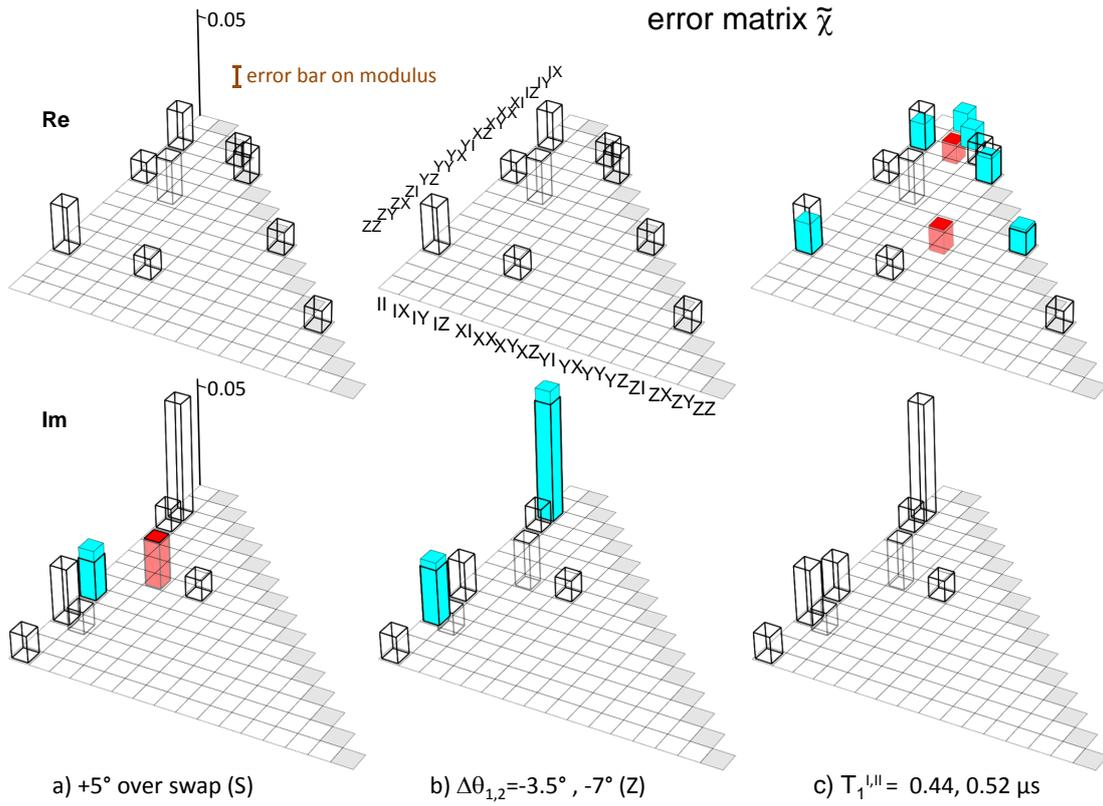 error matrix χ̃
0.05
error bar on modulus
Re
ZZ ZY ZX ZI YZ YY YX YI XZ XY XX XI IZ IY IX
II IX IY IZ XI XX XY XZ YI YX YY YZ ZI ZX ZY ZZ
0.05
Im
a) +5° over swap (S)
b) Δθ1,2=-3.5° , -7° (Z)
c) T1^I,II = 0.44, 0.52 µs